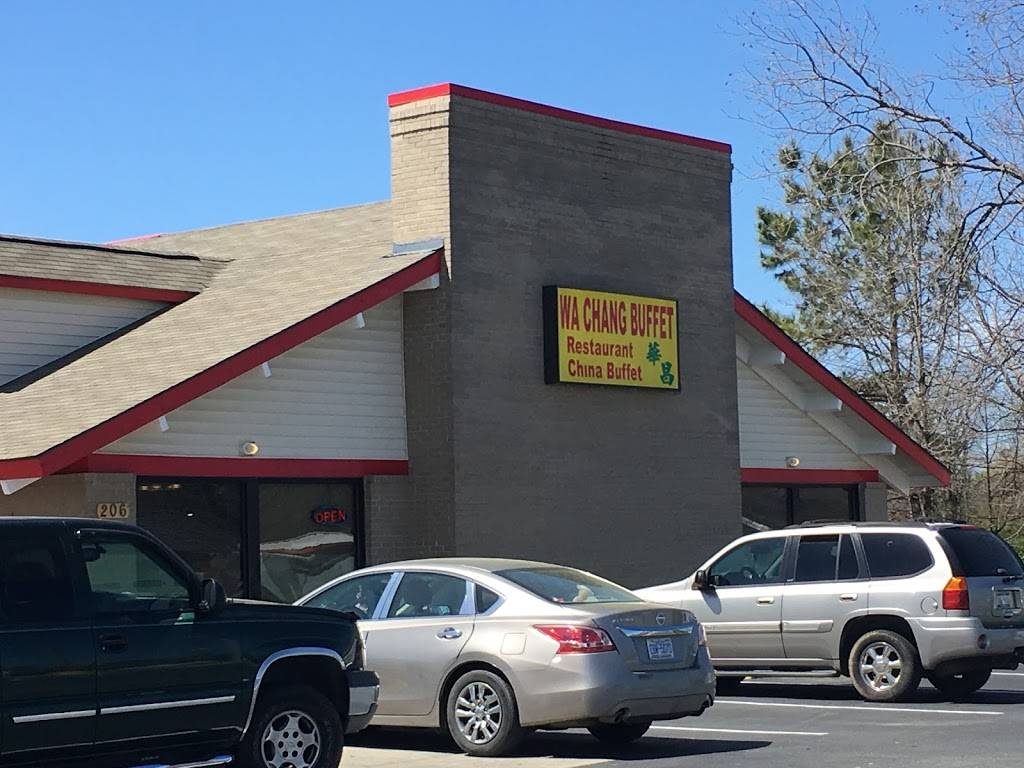 WA CHANG BUFFET
Restaurant
China Buffet
華
昌
206
OPEN